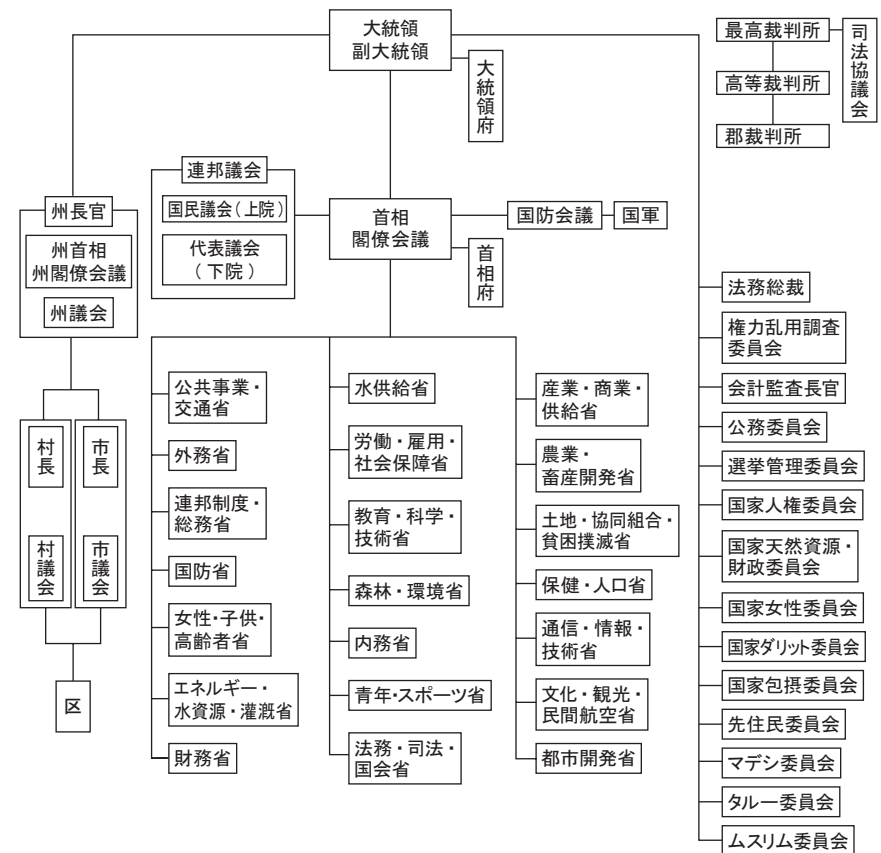 大統領
副大統領
大統領府
最高裁判所
高等裁判所
郡裁判所
司法協議会
連邦議会
国民議会(上院)
代表議会
(下院)
首相
閣僚会議
首相府
国防会議
国軍
州長官
州首相
州閣僚会議
州議会
村長
市長
村議会
市議会
区
公共事業・
交通省
外務省
連邦制度・
総務省
国防省
女性・子供・
高齢者省
エネルギー・
水資源・灌漑省
財務省
水供給省
労働・雇用・
社会保障省
教育・科学・
技術省
森林・環境省
内務省
青年・スポーツ省
法務・司法・
国会省
産業・商業・
供給省
農業・
畜産開発省
土地・協同組合・
貧困撲滅省
保健・人口省
通信・情報・
技術省
文化・観光・
民間航空省
都市開発省
法務総裁
権力乱用調査
委員会
会計監査長官
公務委員会
選挙管理委員会
国家人権委員会
国家天然資源・
財政委員会
国家女性委員会
国家ダリット委員会
国家包摂委員会
先住民委員会
マデシ委員会
タルー委員会
ムスリム委員会